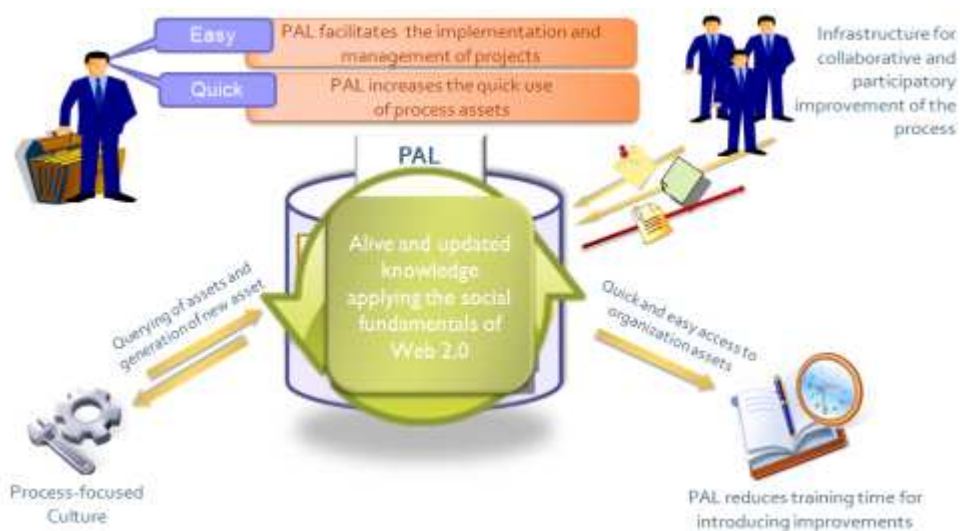 Easy
PAL facilitates the implementation and
management of projects
Quick
PAL increases the quick use
of process assets
Infrastructure for
collaborative and
participatory
improvement of the
process
PAL
Alive and updated
knowledge
applying the social
fundamentals of
Web 2.0
Querying of assets and
generation of new asset
Quick and easy access to
organization assets
Process-focused
Culture
PAL reduces training time for
introducing improvements